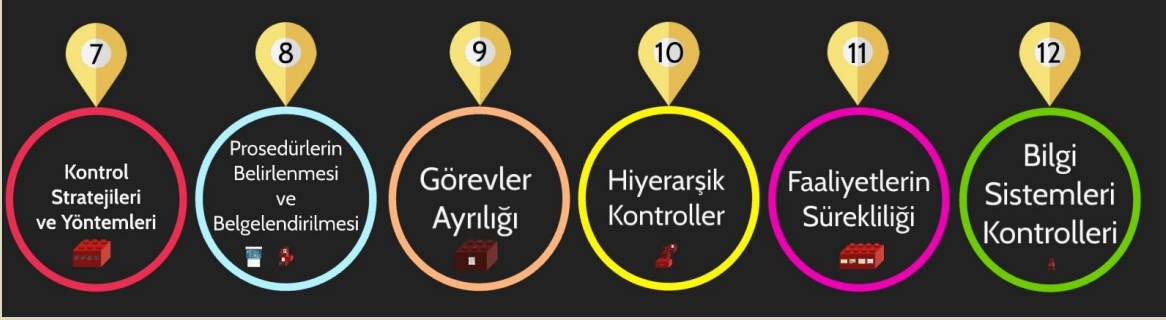 7
Kontrol
Stratejileri
ve Yöntemleri
8
Prosedürlerin
Belirlenmesi
ve
Belgelendirilmesi
9
Görevler
Ayrılığı
10
Hiyerarşik
Kontroller
11
Faaliyetlerin
Sürekliliği
12
Bilgi
Sistemleri
Kontrolleri